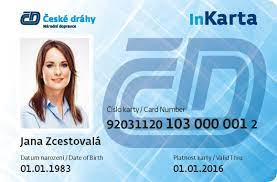 ČD České dráhy
Národní dopravce
InKarta
Číslo karty / Card Number
92031120 103 000 001 2
Jana Zcestovalá
Datum narození / Date of Birth
01.01.1983
Platnost karty / Valid Thru
01.01.2016